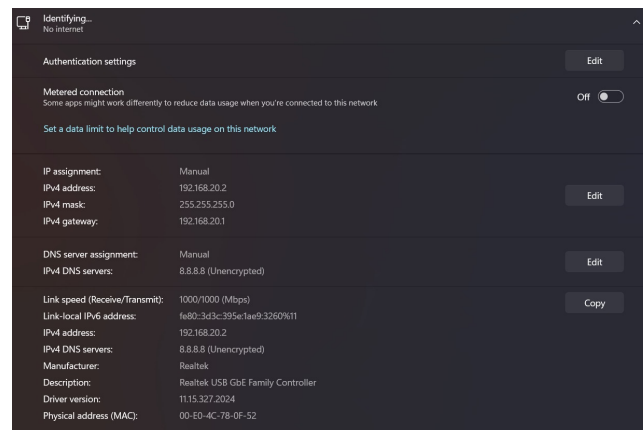 Identifying...
No internet
Authentication settings
Edit
Metered connection
Some apps might work differently to reduce data usage when you're connected to this network
Off
Set a data limit to help control data usage on this network
IP assignment: Manual
IPv4 address: 192.168.20.2
IPv4 mask: 255.255.255.0
IPv4 gateway: 192.168.20.1
Edit
DNS server assignment: Manual
IPv4 DNS servers: 8.8.8.8 (Unencrypted)
Edit
Link speed (Receive/Transmit): 1000/1000 (Mbps)
Copy
Link-local IPv6 address: fe80::3d3c:395e:1ae9:3260%11
IPv4 address: 192.168.20.2
IPv4 DNS servers: 8.8.8.8 (Unencrypted)
Manufacturer: Realtek
Description: Realtek USB GbE Family Controller
Driver version: 11.15.327.2024
Physical address (MAC): 00-E0-4C-78-0F-52